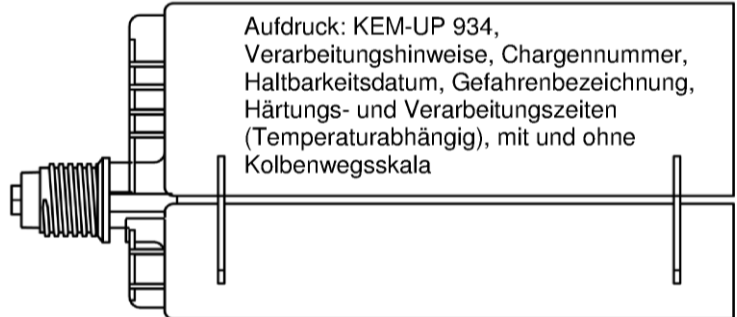 Aufdruck: KEM-UP 934,
Verarbeitungshinweise, Chargennummer,
Haltbarkeitsdatum, Gefahrenbezeichnung,
Härtungs- und Verarbeitungszeiten
(Temperaturabhängig), mit und ohne
Kolbenwegsskala